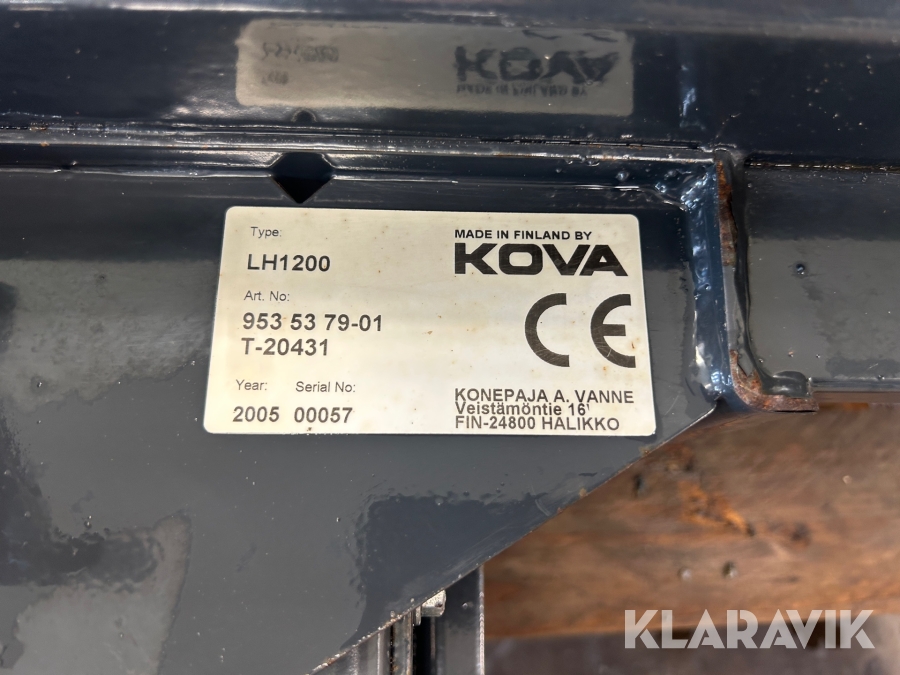 Type:
LH1200
Art. No:
953 53 79-01
T-20431
Year: Serial No:
2005 00057
MADE IN FINLAND BY
KOVA
CE
KONEPAJA A. VANNE
Veistämöntie 16
FIN-24800 HALIKKO
KLARAVIK